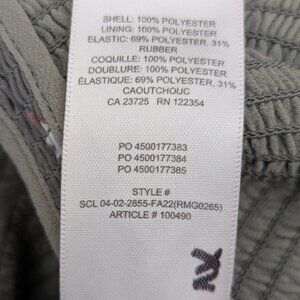 SHELL: 100% POLYESTER
LINING: 100% POLYESTER
ELASTIC: 69% POLYESTER, 31%
RUBBER
COQUILLE: 100% POLYESTER
DOUBLURE: 100% POLYESTER
ÉLASTIQUE: 69% POLYESTER, 31%
CAOUTCHOUC
CA 23725 RN 122354
PO 4500177383
PO 4500177384
PO 4500177385
STYLE #
SCL 04-02-2855-FA22(RMG0265)
ARTICLE # 100490